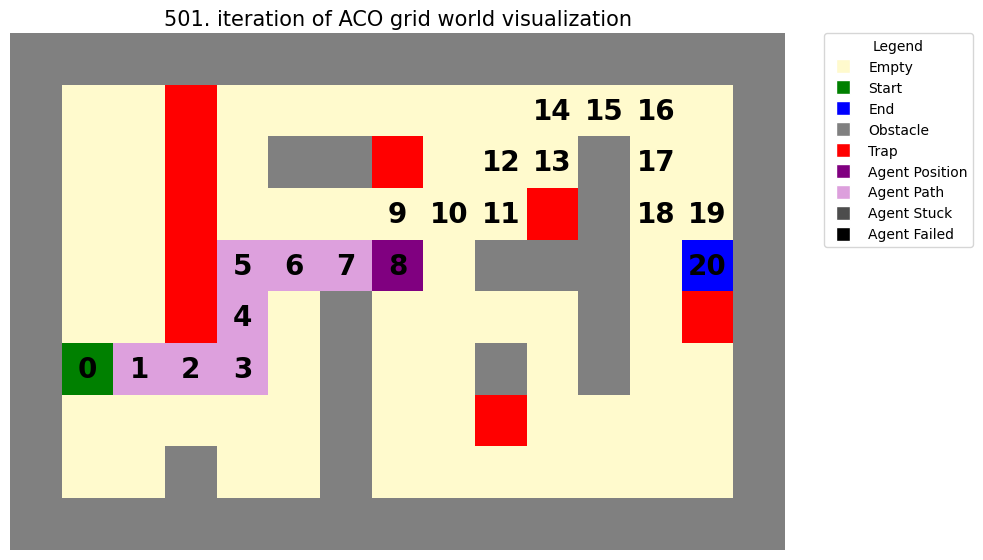 501. iteration of ACO grid world visualization
14 15 16
12 13 17
9 10 11 18 19
5 6 7 8 20
4
0 1 2 3
Legend
Empty
Start
End
Obstacle
Trap
Agent Position
Agent Path
Agent Stuck
Agent Failed